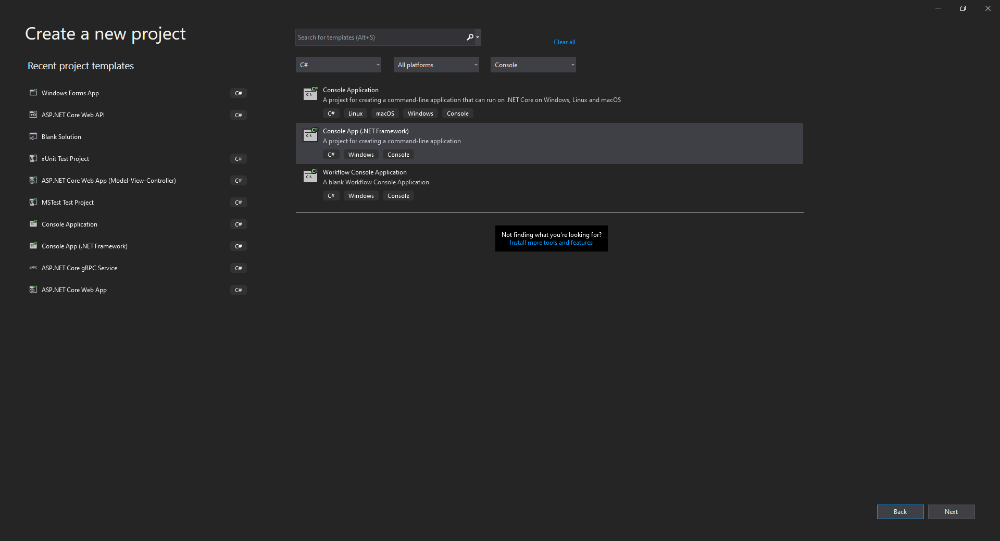 Create a new project
Recent project templates
Windows Forms App C#
ASP.NET Core Web API C#
Blank Solution
xUnit Test Project C#
ASP.NET Core Web App (Model-View-Controller) C#
MSTest Test Project C#
Console Application C#
Console App (.NET Framework) C#
gRPC ASP.NET Core gRPC Service C#
ASP.NET Core Web App C#
Search for templates (Alt+S)
Clear all
C# All platforms Console
C# Console Application
C:\ A project for creating a command-line application that can run on .NET Core on Windows, Linux and macOS
C# Linux macOS Windows Console
C# Console App (.NET Framework)
C:\ A project for creating a command-line application
C# Windows Console
C# Workflow Console Application
C:\ A blank Workflow Console Application
C# Windows Console
Not finding what you're looking for?
Install more tools and features
Back Next